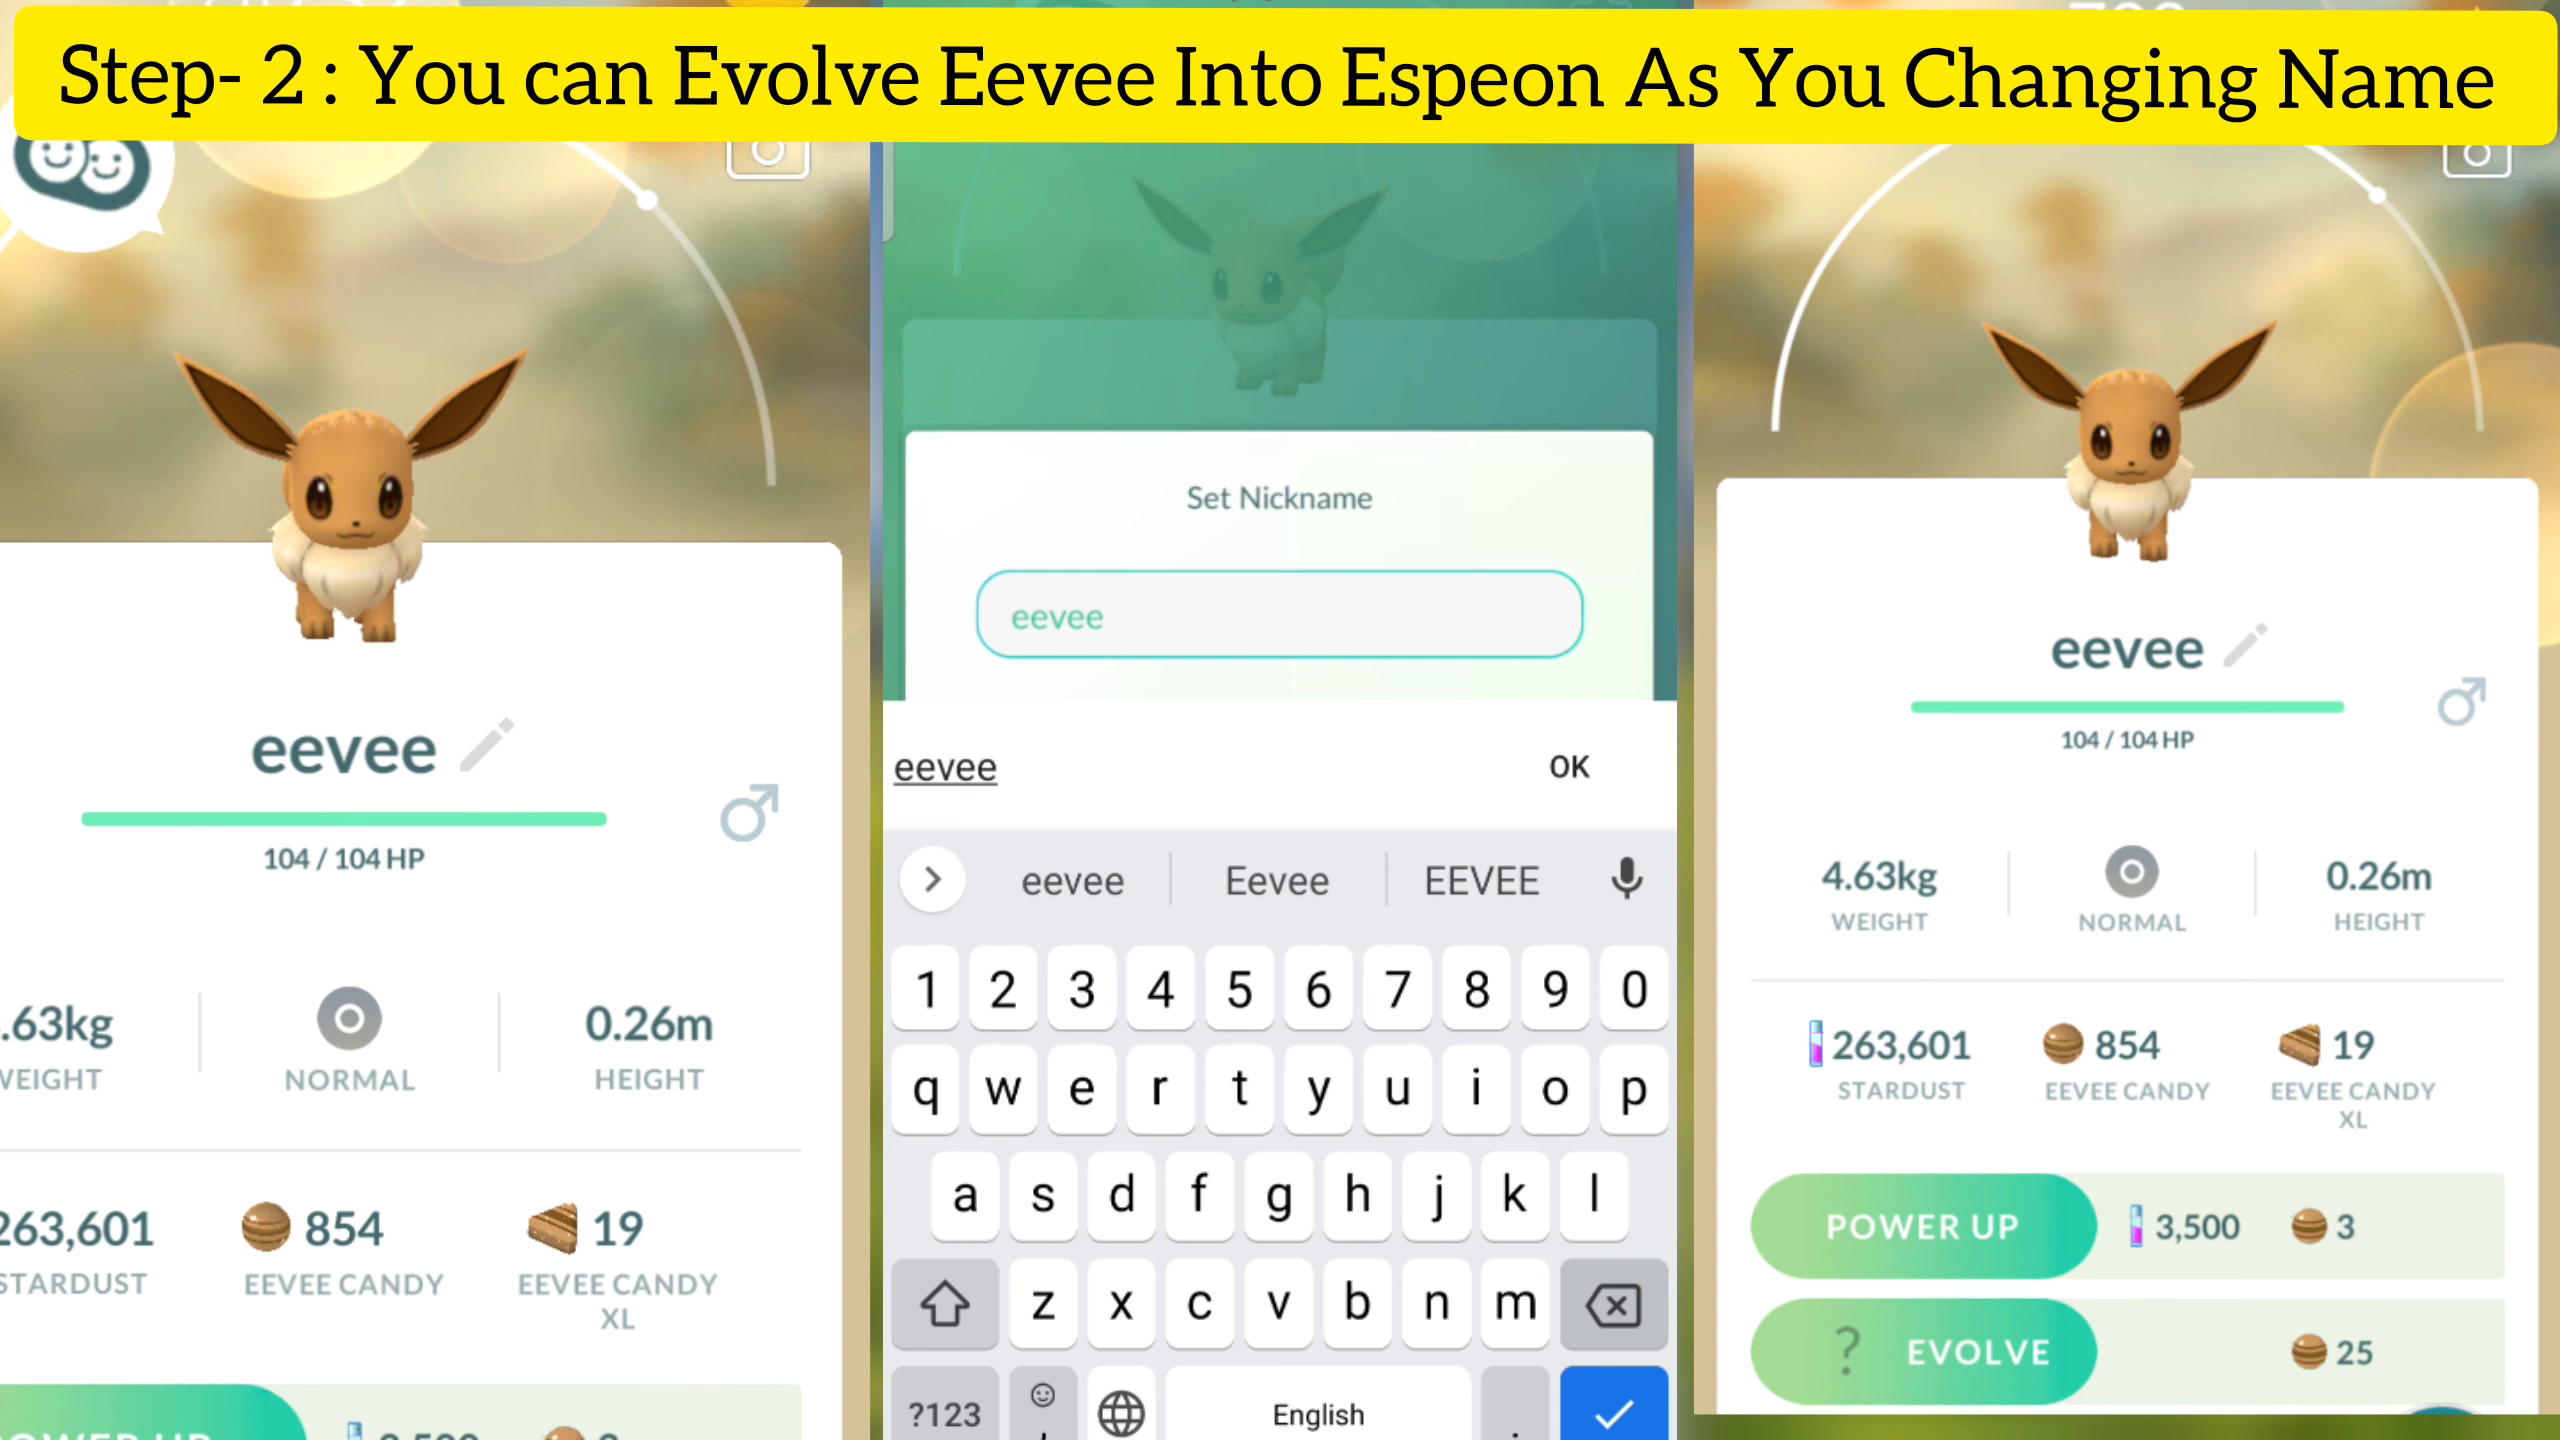 Step- 2 : You can Evolve Eevee Into Espeon As You Changing Name
eevee
104 / 104 HP
.63kg
NORMAL
0.26m
HEIGHT
263,601
STARDUST
854
EEVEE CANDY
19
EEVEE CANDY
XL
POWER UP
Set Nickname
eevee
eevee
OK
eevee
Eevee
EEVEE
1 2 3 4 5 6 7 8 9 0
q w e r t y u i o p
a s d f g h j k l
z x c v b n m
?123
English
eevee
104 / 104 HP
4.63kg
WEIGHT
NORMAL
0.26m
HEIGHT
263,601
STARDUST
854
EEVEE CANDY
19
EEVEE CANDY
XL
POWER UP
3,500
3
? EVOLVE
25